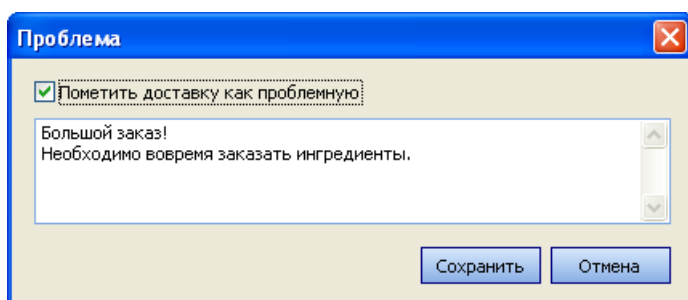 Проблема
Пометить доставку как проблемную
Большой заказ!
Необходимо вовремя заказать ингредиенты.
Сохранить Отмена